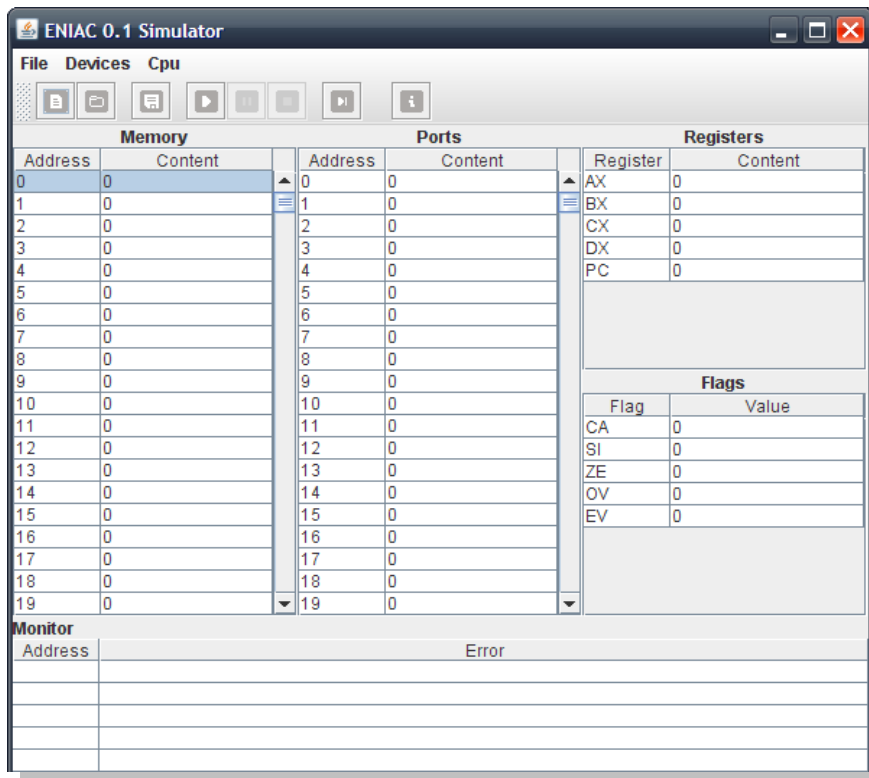 ENIAC 0.1 Simulator
File Devices Cpu
Memory Ports Registers
Address Content Address Content Register Content
0 0 0 0 AX 0
1 0 1 0 BX 0
2 0 2 0 CX 0
3 0 3 0 DX 0
4 0 4 0 PC 0
5 0 5 0
6 0 6 0
7 0 7 0
8 0 8 0
9 0 9 0 Flags
10 0 10 0 Flag Value
11 0 11 0 CA 0
12 0 12 0 SI 0
13 0 13 0 ZE 0
14 0 14 0 OV 0
15 0 15 0 EV 0
16 0 16 0
17 0 17 0
18 0 18 0
19 0 19 0
Monitor
Address Error